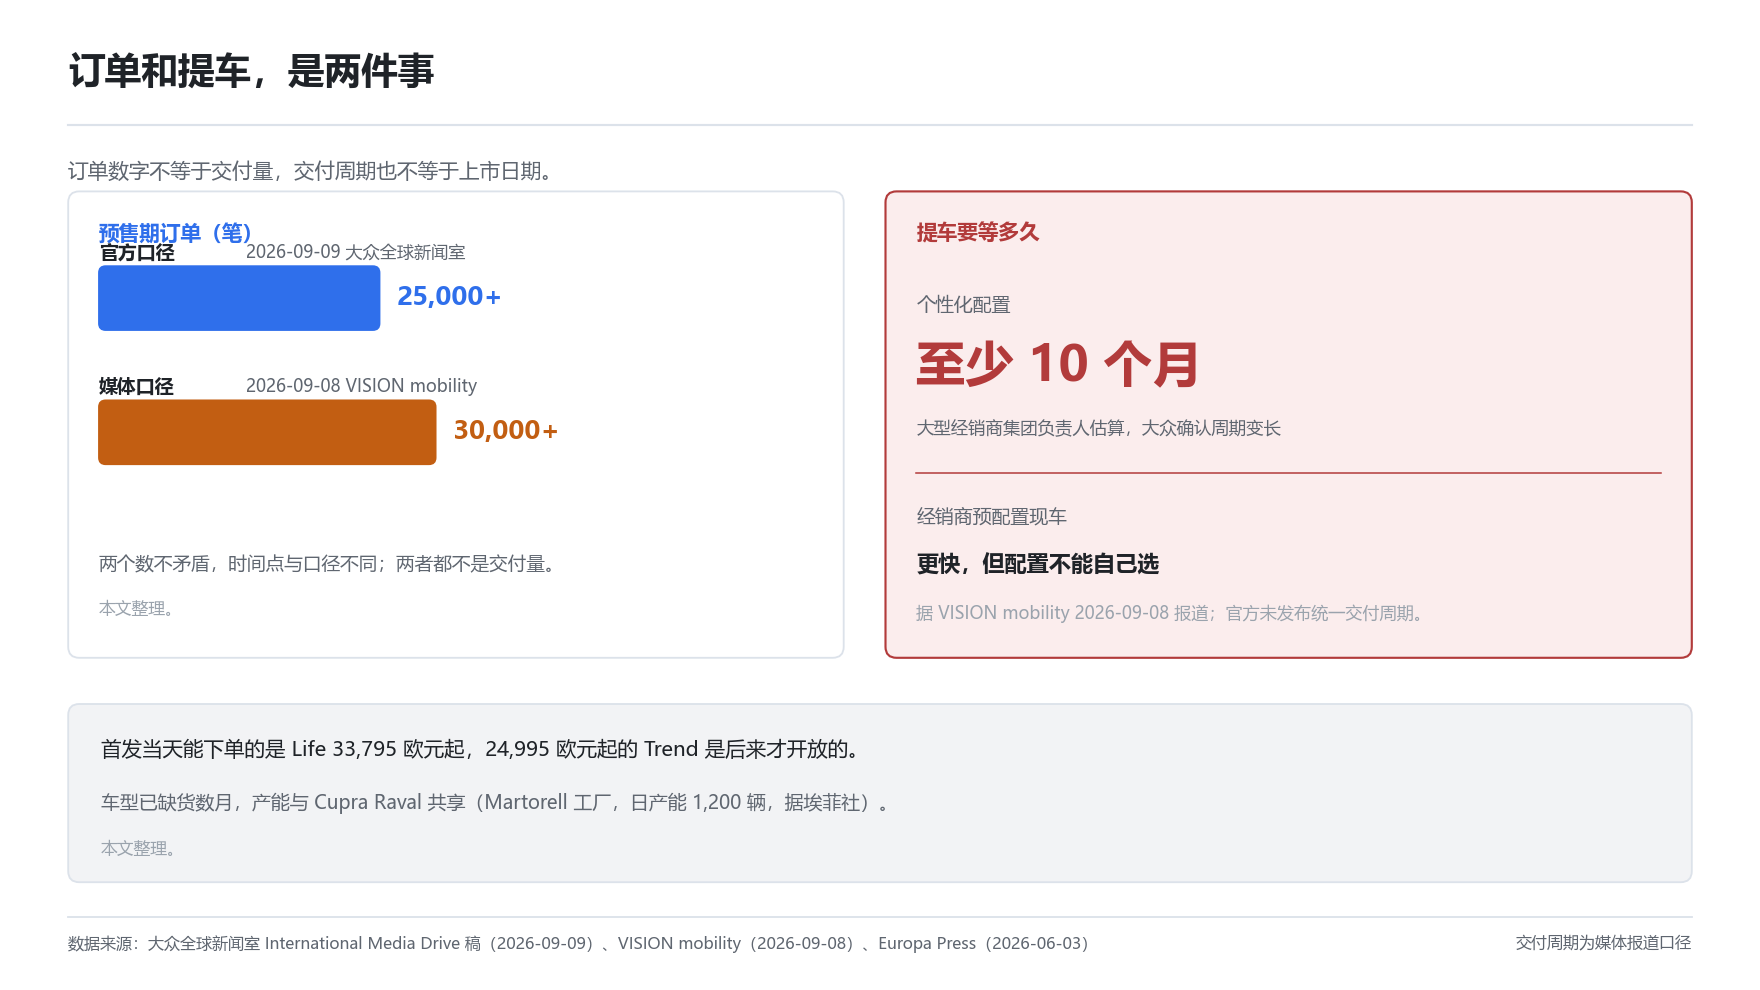 订单和提车，是两件事
订单数字不等于交付量，交付周期也不等于上市日期。
预售期订单（笔）
官方口径 2026-09-09 大众全球新闻室
25,000+
媒体口径 2026-09-08 VISION mobility
30,000+
两个数不矛盾，时间点与口径不同；两者都不是交付量。
本文整理。
提车要等多久
个性化配置
至少 10 个月
大型经销商集团负责人估算，大众确认周期变长
经销商预配置现车
更快，但配置不能自己选
据 VISION mobility 2026-09-08 报道；官方未发布统一交付周期。
首发当天能下单的是 Life 33,795 欧元起，24,995 欧元起的 Trend 是后来才开放的。
车型已缺货数月，产能与 Cupra Raval 共享（Martorell 工厂，日产能 1,200 辆，据埃菲社）。
本文整理。
数据来源：大众全球新闻室 International Media Drive 稿（2026-09-09）、VISION mobility（2026-09-08）、Europa Press（2026-06-03）
交付周期为媒体报道口径